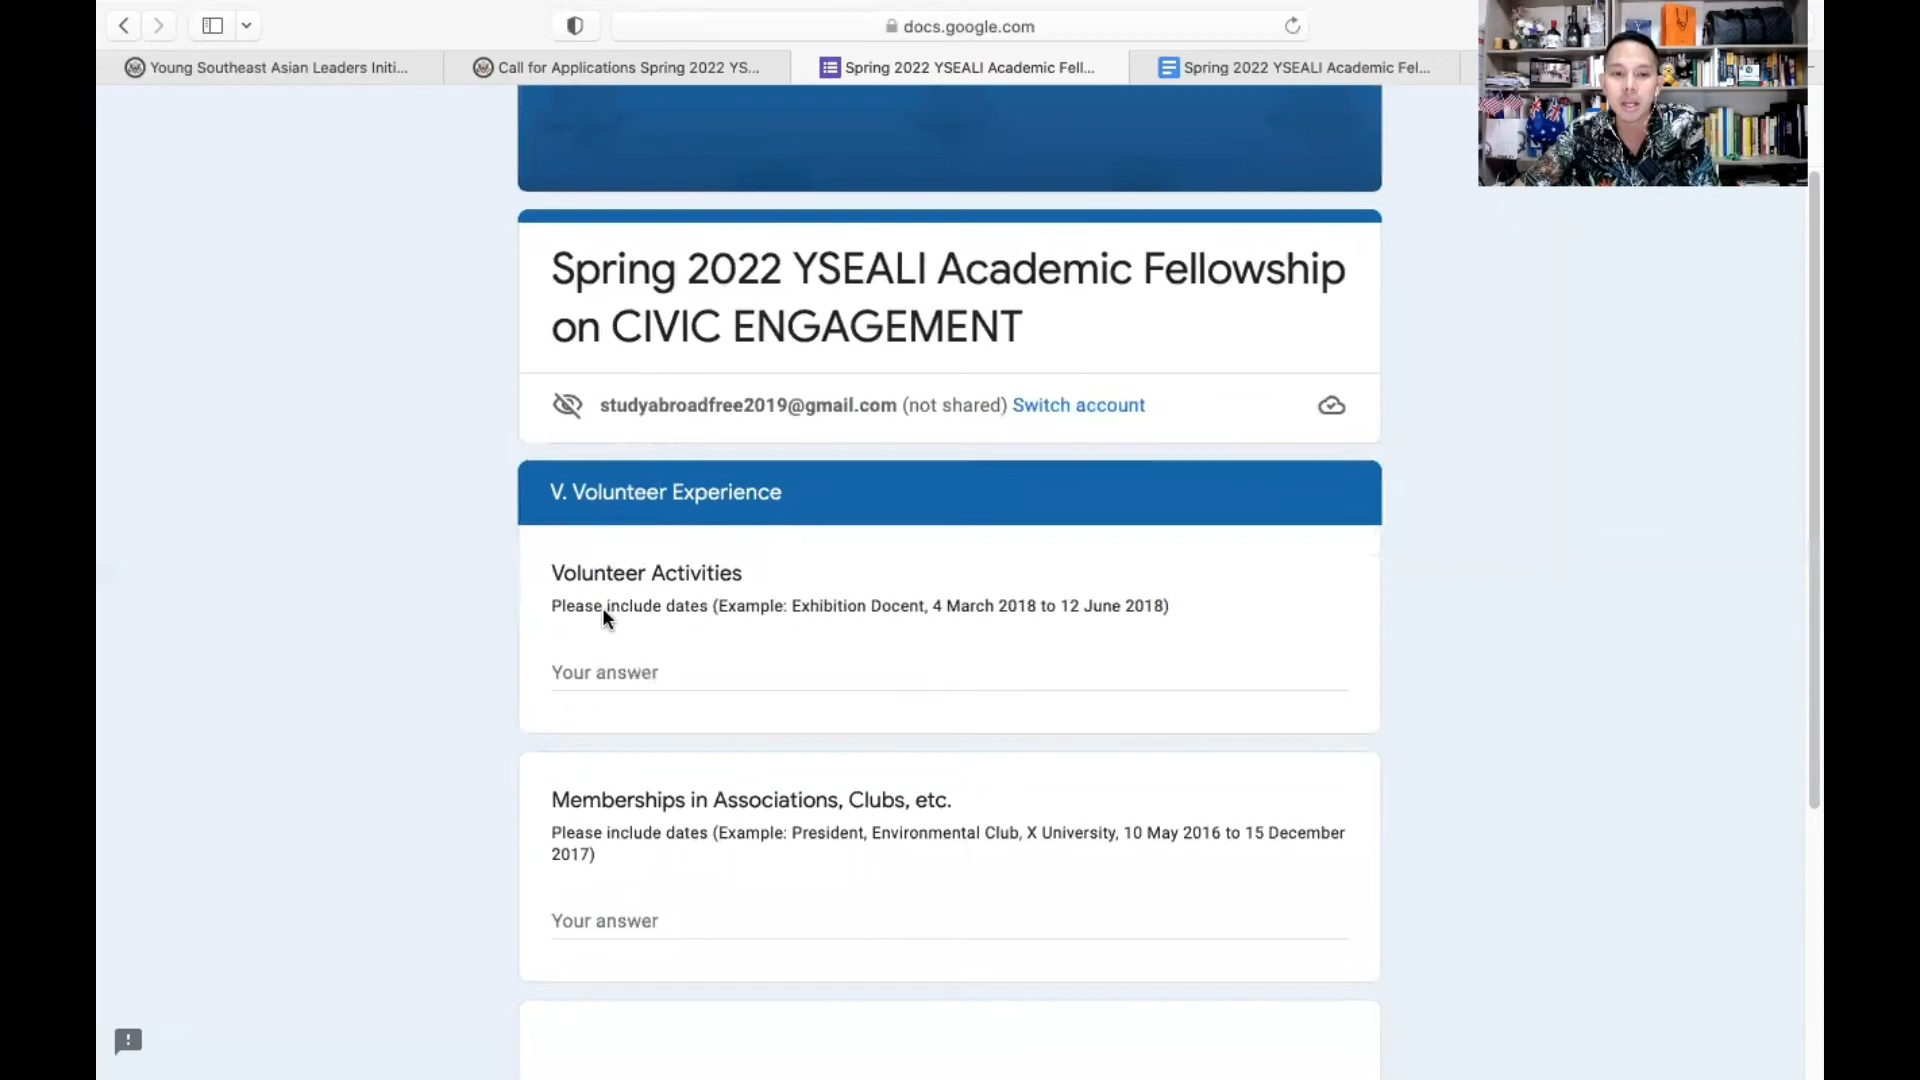 docs.google.com
Young Southeast Asian Leaders Initi...
Call for Applications Spring 2022 YS...
Spring 2022 YSEALI Academic Fell...
Spring 2022 YSEALI Academic Fel...
Spring 2022 YSEALI Academic Fellowship
on CIVIC ENGAGEMENT
studyabroadfree2019@gmail.com (not shared) Switch account
V. Volunteer Experience
Volunteer Activities
Please include dates (Example: Exhibition Docent, 4 March 2018 to 12 June 2018)
Your answer
Memberships in Associations, Clubs, etc.
Please include dates (Example: President, Environmental Club, X University, 10 May 2016 to 15 December
2017)
Your answer